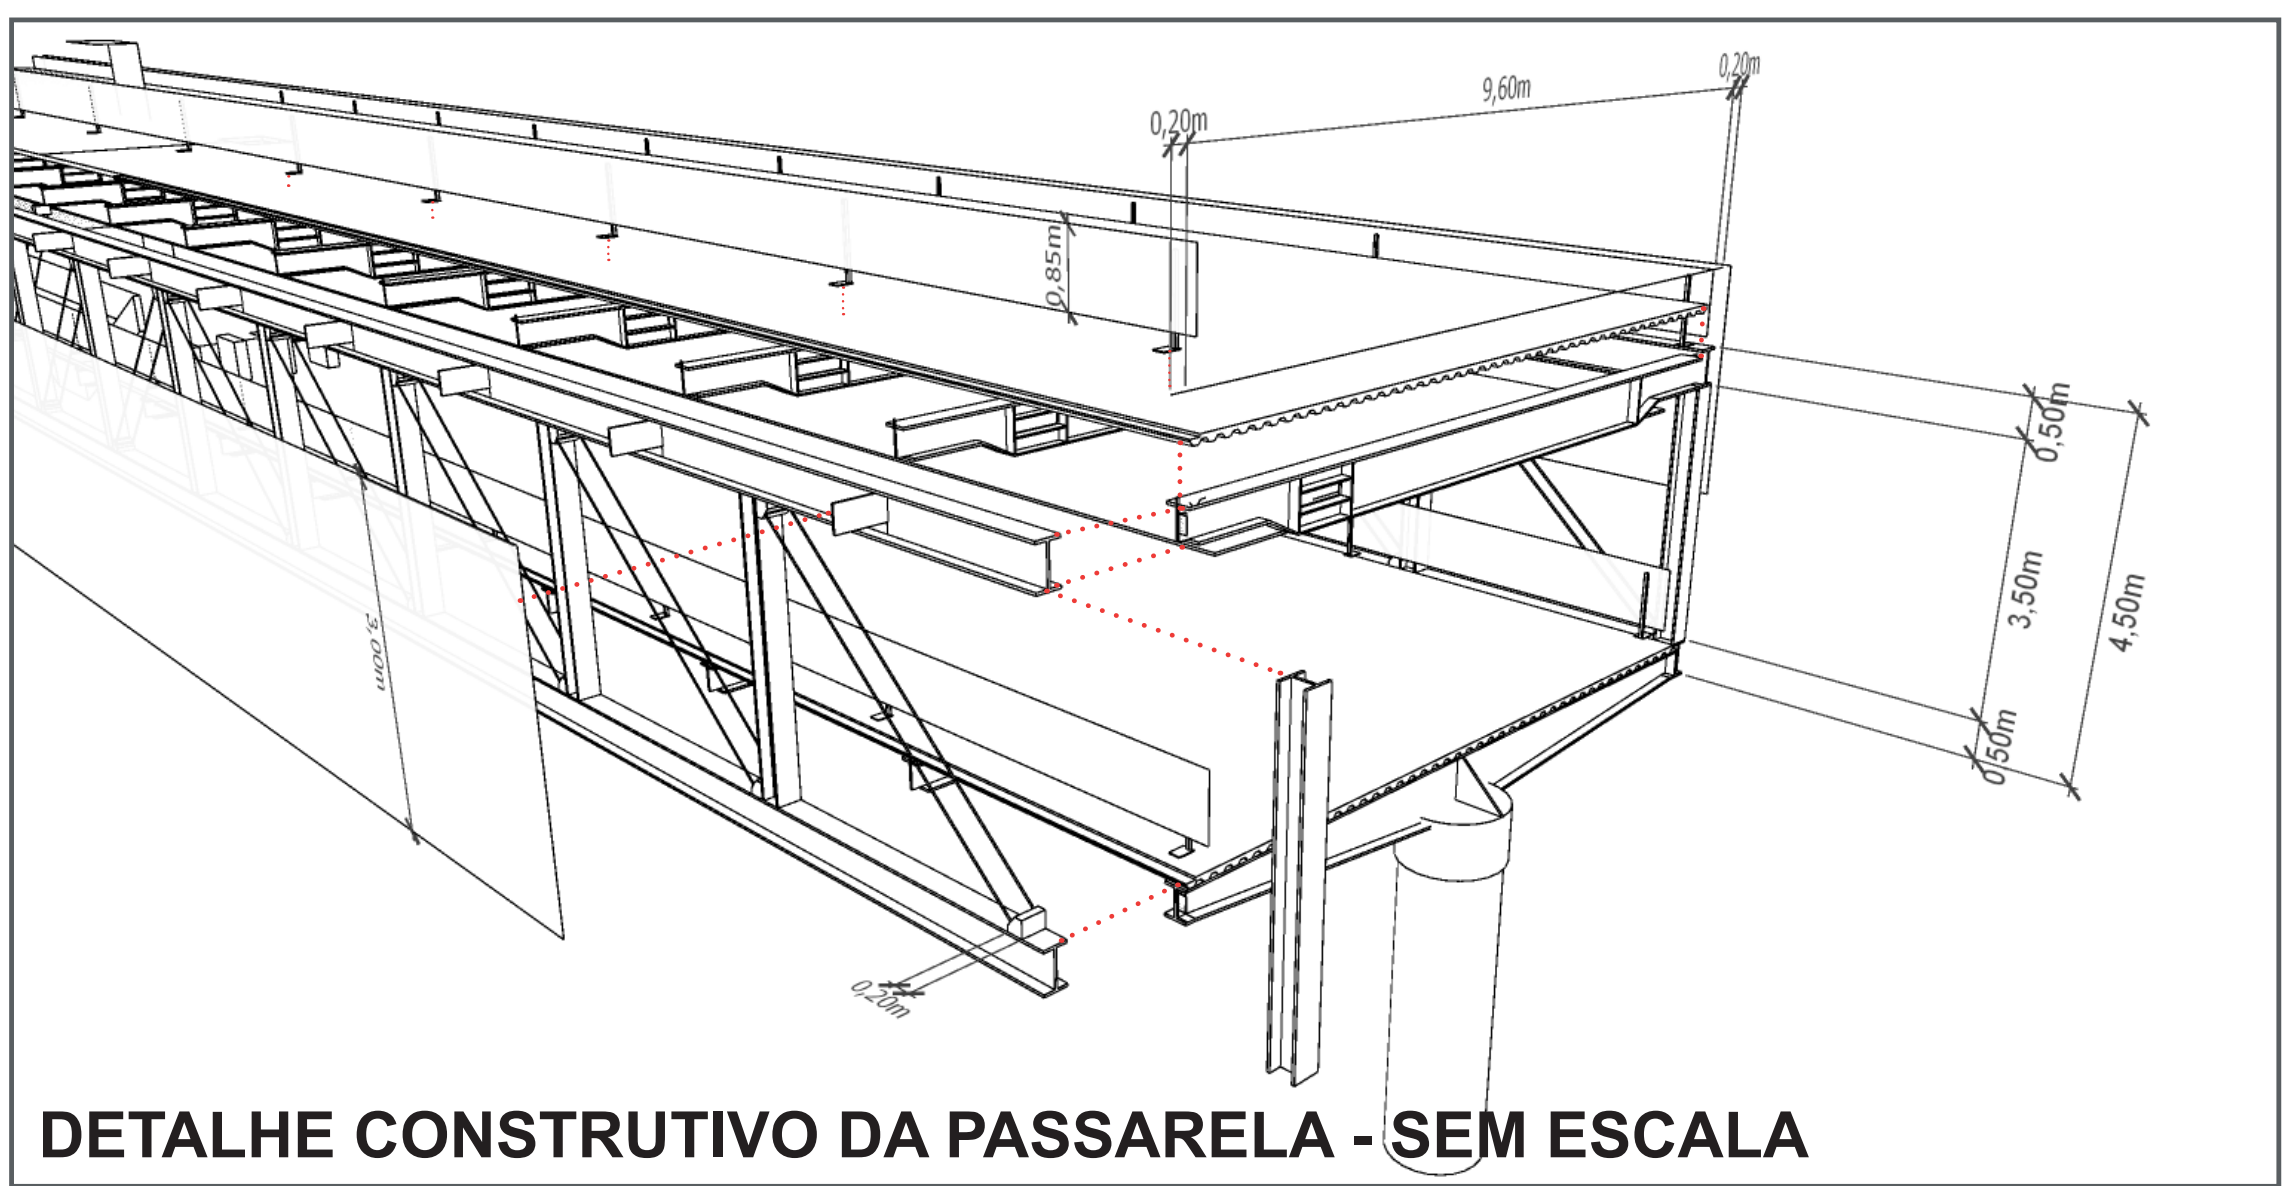 0,20m
9,60m
0,20m
0,85m
0,50m
3,50m
4,50m
0,50m
3,00m
0,20m
DETALHE CONSTRUTIVO DA PASSARELA - SEM ESCALA